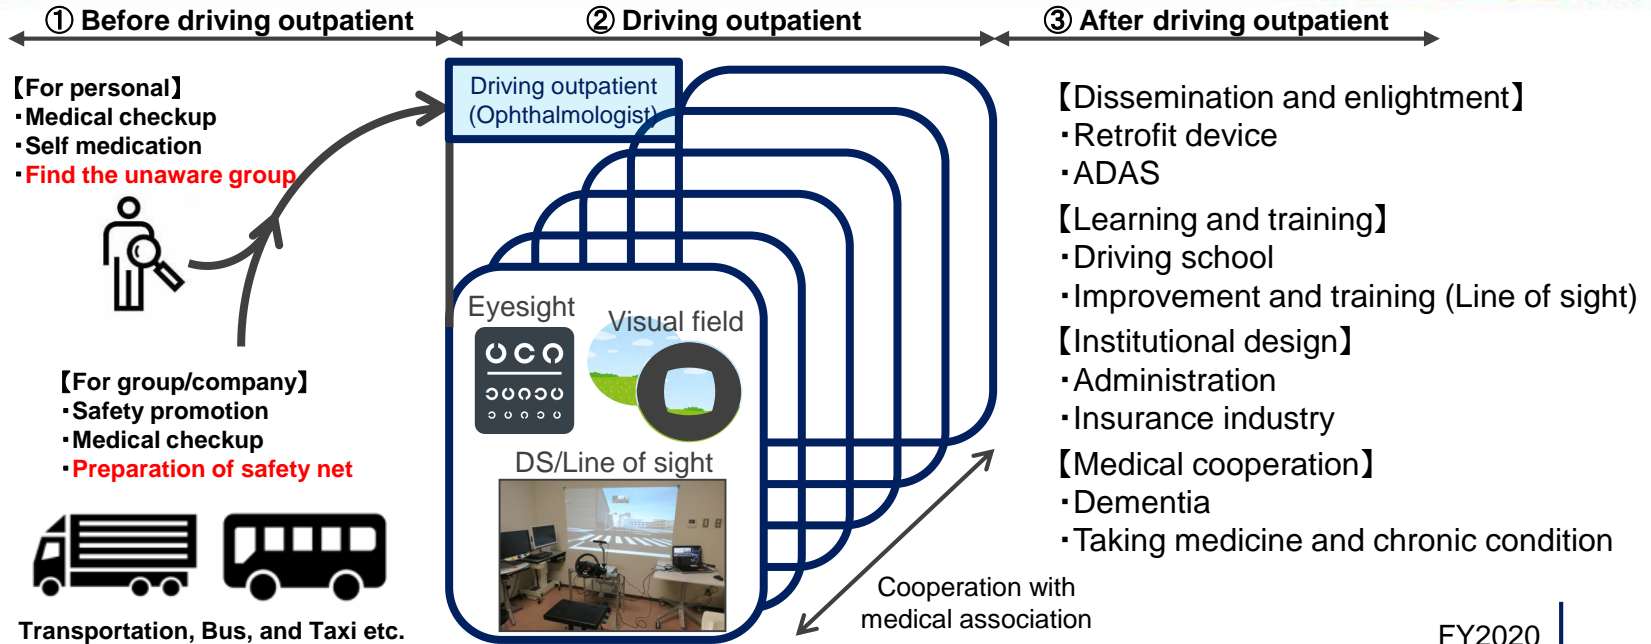 ① Before driving outpatient
② Driving outpatient
③ After driving outpatient
【For personal】
・Medical checkup
・Self medication
・Find the unaware group
【For group/company】
・Safety promotion
・Medical checkup
・Preparation of safety net
Transportation, Bus, and Taxi etc.
Driving outpatient
(Ophthalmologist)
Eyesight
Visual field
DS/Line of sight
Cooperation with
medical association
【Dissemination and enlightment】
・Retrofit device
・ADAS
【Learning and training】
・Driving school
・Improvement and training (Line of sight)
【Institutional design】
・Administration
・Insurance industry
【Medical cooperation】
・Dementia
・Taking medicine and chronic condition
FY2020